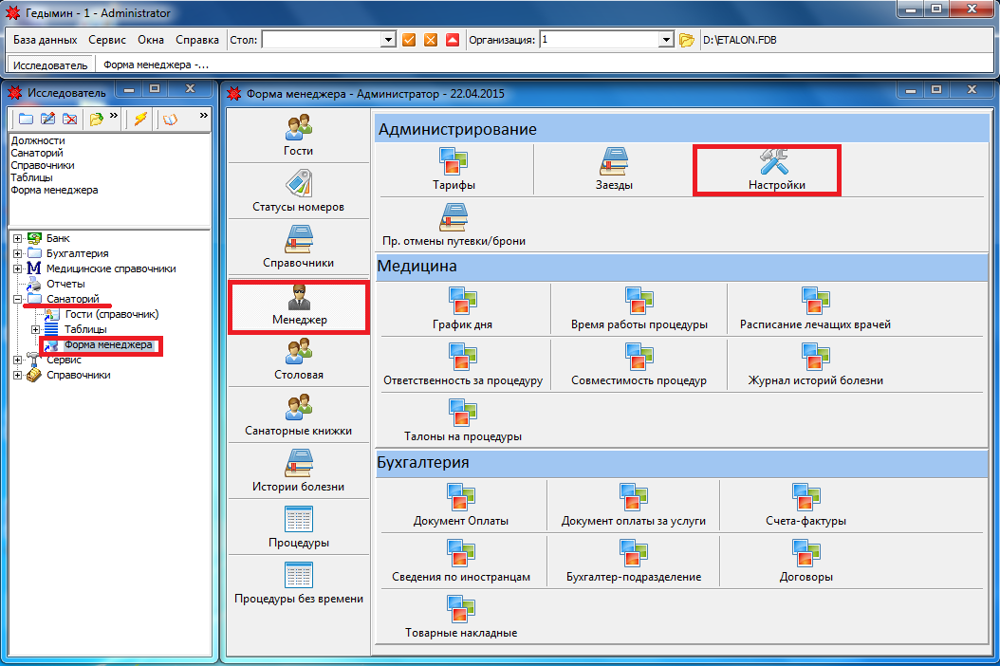 Гедымин - 1 - Administrator
База данных Сервис Окна Справка Стол: Организация: 1 D:\ETALON.FDB
Исследователь Форма менеджера -...
Исследователь
Должности
Санаторий
Справочники
Таблицы
Форма менеджера
Банк
Бухгалтерия
Медицинские справочники
Отчеты
Санаторий
Гости (справочник)
Таблицы
Форма менеджера
Сервис
Справочники
Форма менеджера - Администратор - 22.04.2015
Гости
Статусы номеров
Справочники
Менеджер
Столовая
Санаторные книжки
Истории болезни
Процедуры
Процедуры без времени
Администрирование
Тарифы Заезды Настройки
Пр. отмены путевки/брони
Медицина
График дня Время работы процедуры Расписание лечащих врачей
Ответственность за процедуру Совместимость процедур Журнал историй болезни
Талоны на процедуры
Бухгалтерия
Документ Оплаты Документ оплаты за услуги Счета-фактуры
Сведения по иностранцам Бухгалтер-подразделение Договоры
Товарные накладные